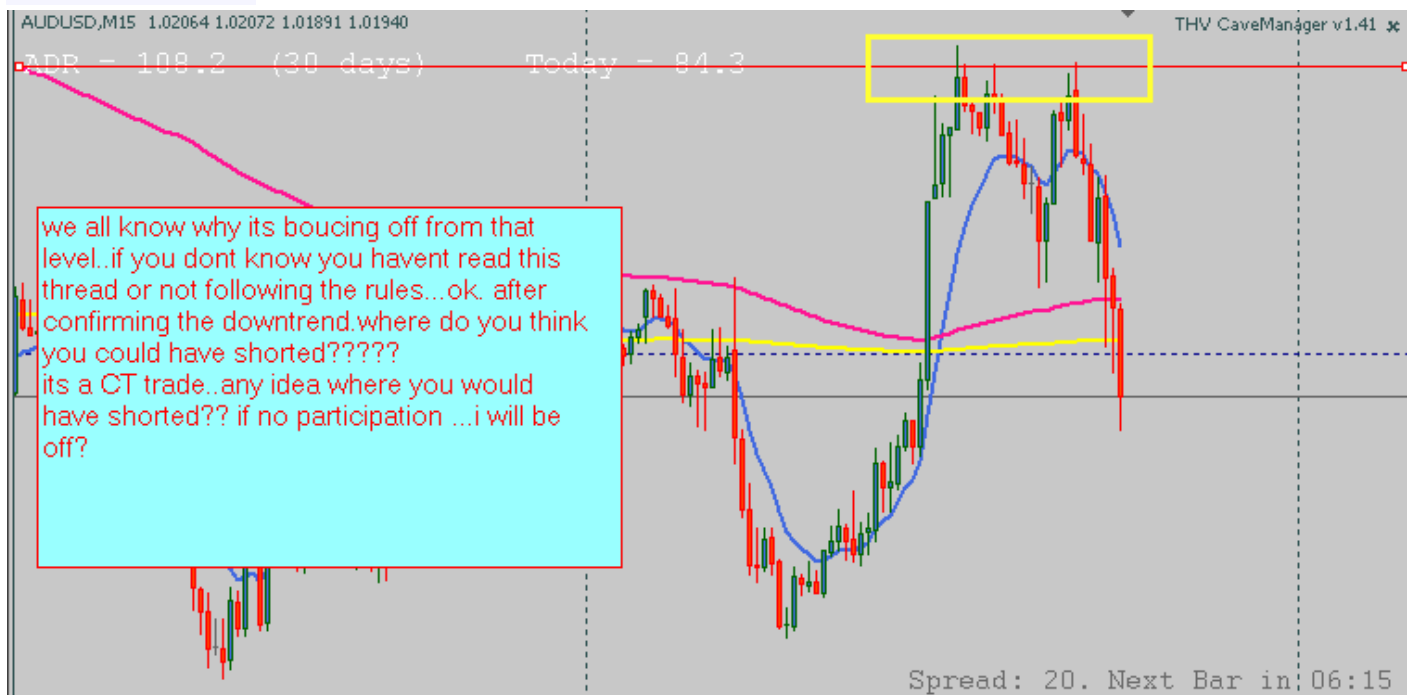 AUDUSD,M15 1.02064 1.02072 1.01891 1.01940
THV CaveManager v1.41 x
ADR = 108.2 (30 days) Today = 84.3
we all know why its boucing off from that
level..if you dont know you havent read this
thread or not following the rules...ok. after
confirming the downtrend.where do you think
you could have shorted?????
its a CT trade..any idea where you would
have shorted?? if no participation ...i will be
off?
Spread: 20. Next Bar in 06:15